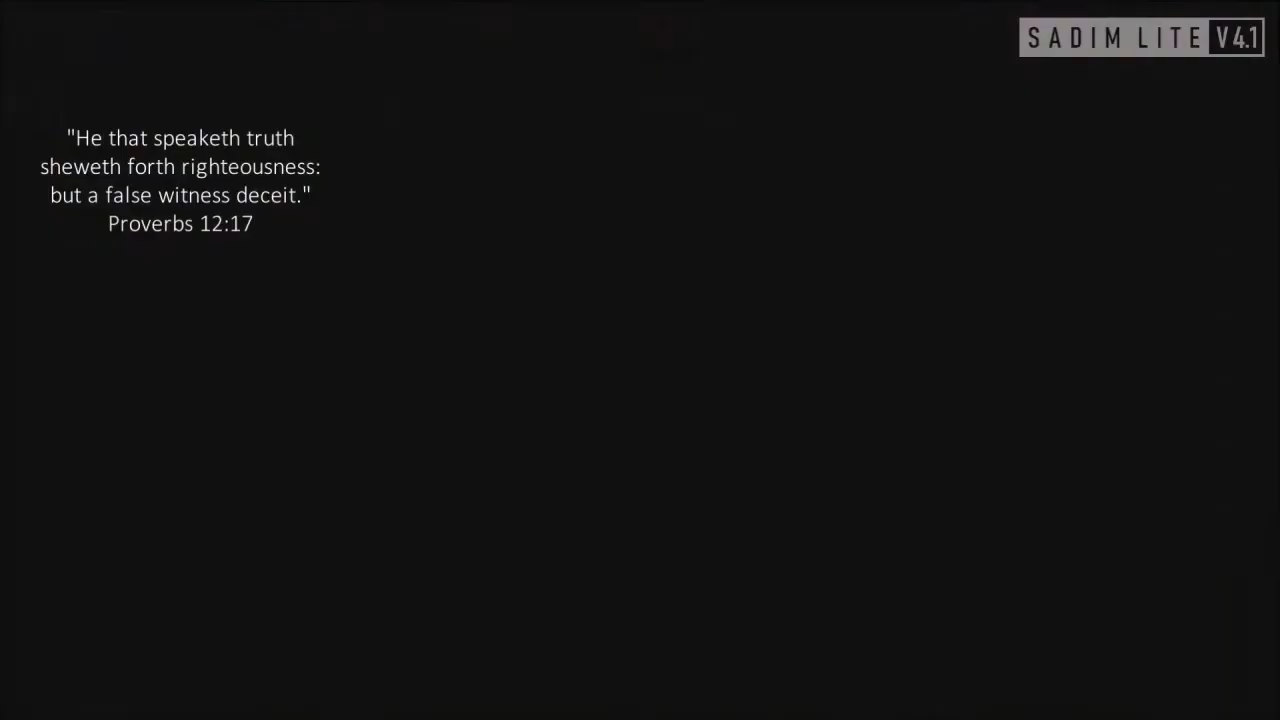 SADIM LITE V4.1
"He that speaketh truth
sheweth forth righteousness:
but a false witness deceit."
Proverbs 12:17